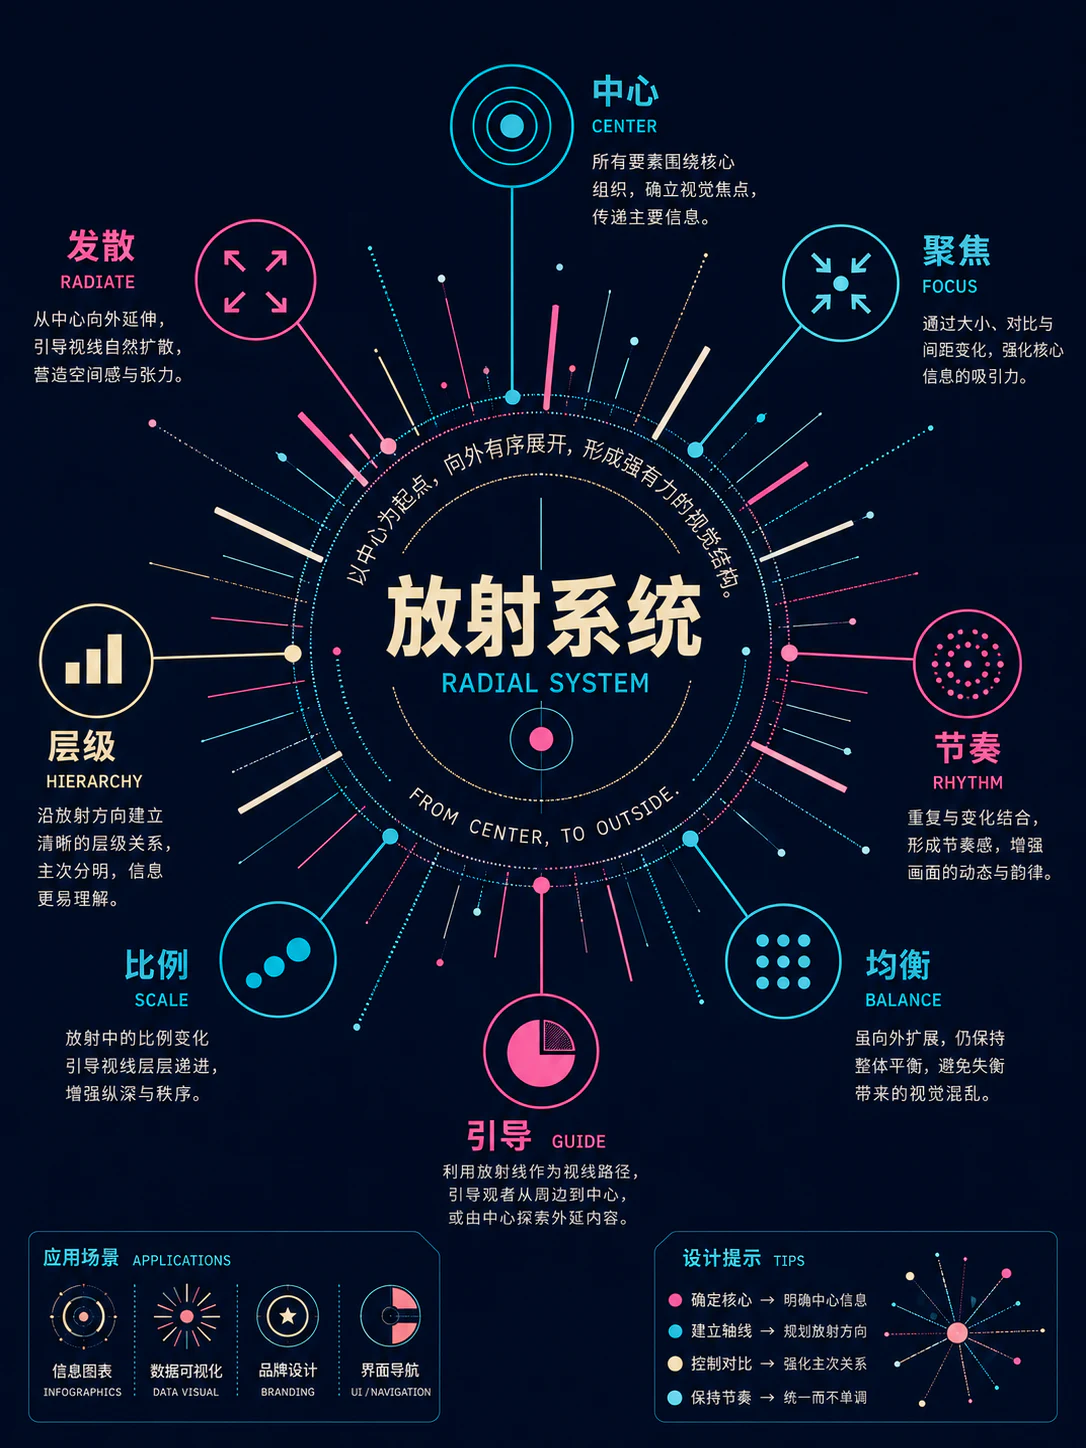 中心
CENTER
所有要素围绕核心
组织，确立视觉焦点，
传递主要信息。
发散
RADIATE
从中心向外延伸，
引导视线自然扩散，
营造空间感与张力。
聚焦
FOCUS
通过大小、对比与
间距变化，强化核心
信息的吸引力。
以中心为起点，向外有序展开，形成强有力的视觉结构。
放射系统
RADIAL SYSTEM
FROM CENTER, TO OUTSIDE.
层级
HIERARCHY
沿放射方向建立
清晰的层级关系，
主次分明，信息
更易理解。
节奏
RHYTHM
重复与变化结合，
形成节奏感，增强
画面的动态与韵律。
比例
SCALE
放射中的比例变化
引导视线层层递进，
增强纵深与秩序。
均衡
BALANCE
虽向外扩展，仍保持
整体平衡，避免失衡
带来的视觉混乱。
引导 GUIDE
利用放射线作为视线路径，
引导观者从周边到中心，
或由中心探索外延内容。
应用场景 APPLICATIONS
信息图表
INFOGRAPHICS
数据可视化
DATA VISUAL
品牌设计
BRANDING
界面导航
UI / NAVIGATION
设计提示 TIPS
确定核心 → 明确中心信息
建立轴线 → 规划放射方向
控制对比 → 强化主次关系
保持节奏 → 统一而不单调